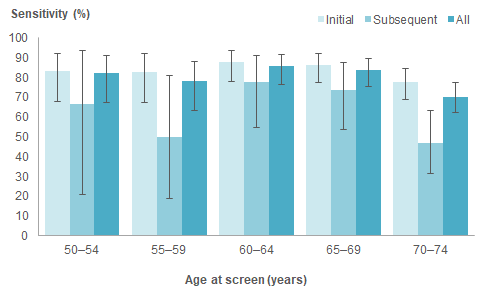 Sensitivity (%)
Initial Subsequent All
100
90
80
70
60
50
40
30
20
10
0
50–54 55–59 60–64 65–69 70–74
Age at screen (years)